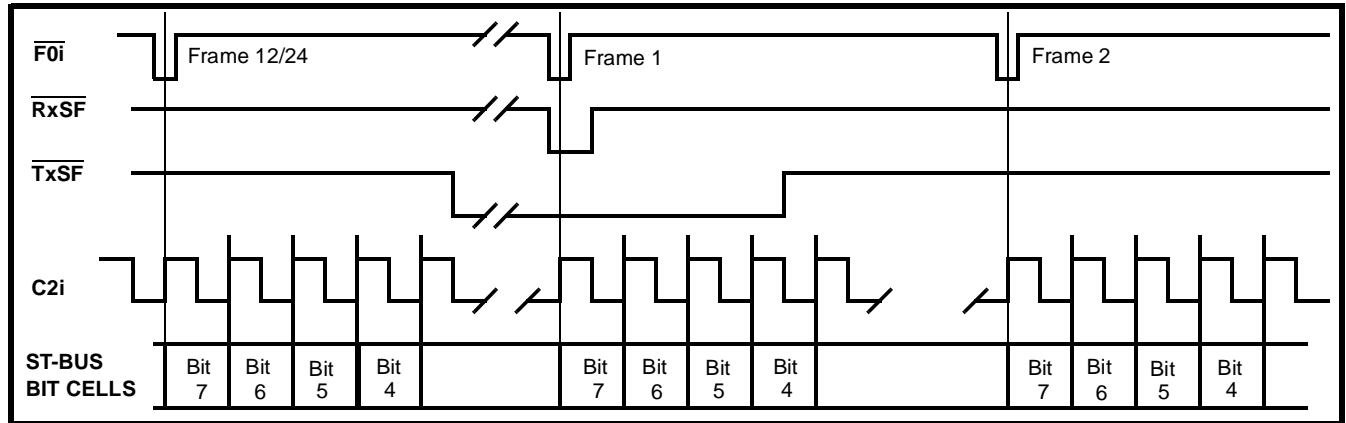 F0i
Frame 12/24
Frame 1
Frame 2
RxSF
TxSF
C2i
ST-BUS
BIT CELLS
Bit
7
Bit
6
Bit
5
Bit
4
Bit
7
Bit
6
Bit
5
Bit
4
Bit
7
Bit
6
Bit
5
Bit
4